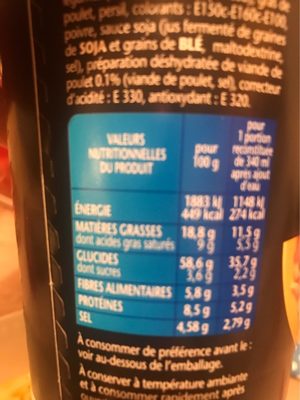 poulet, persil, colorants : E150c-E160c-E100,
poivre, sauce soja (jus fermenté de graines
de SOJA et grains de BLÉ, maltodextrine,
sel), préparation déshydratée de viande de
poulet 0.1% (viande de poulet, sel), correcteur
d'acidité : E 330, antioxydant : E 320.
VALEURS NUTRITIONNELLES DU PRODUIT
pour 100 g
pour 1 portion reconstituée de 340 ml après ajout d'eau
ÉNERGIE 1883 kJ 1148 kJ
449 kcal 274 kcal
MATIÈRES GRASSES 18,8 g 11,5 g
dont acides gras saturés 9 g 5,5 g
GLUCIDES 58,6 g 35,7 g
dont sucres 3,6 g 2,2 g
FIBRES ALIMENTAIRES 5,8 g 3,5 g
PROTÉINES 8,5 g 5,2 g
SEL 4,58 g 2,79 g
À consommer de préférence avant le :
voir au-dessous de l'emballage.
À conserver à température ambiante
et à consommer rapidement après